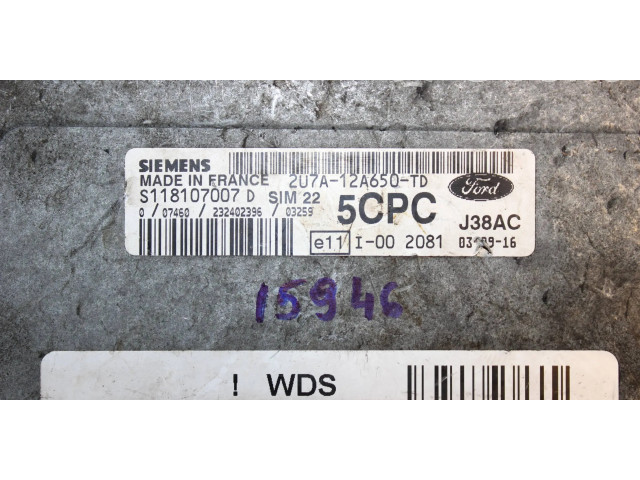 SIEMENS
MADE IN FRANCE 2U7A-12A650-TD
S118107007 D SIM 22
0 / 07460 / 232402396 / 03259
5CPC
Ford
J38AC
e11 I-00 2081
15946
! WDS